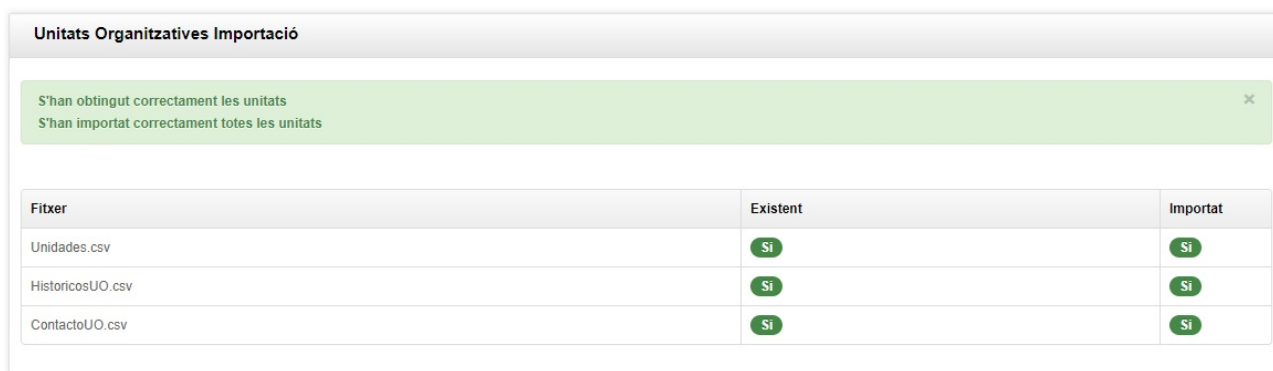 Unitats Organitzatives Importació
S'han obtingut correctament les unitats
×
S'han importat correctament totes les unitats
Fitxer Existent Importat
Unidades.csv Si Si
HistoricosUO.csv Si Si
ContactoUO.csv Si Si